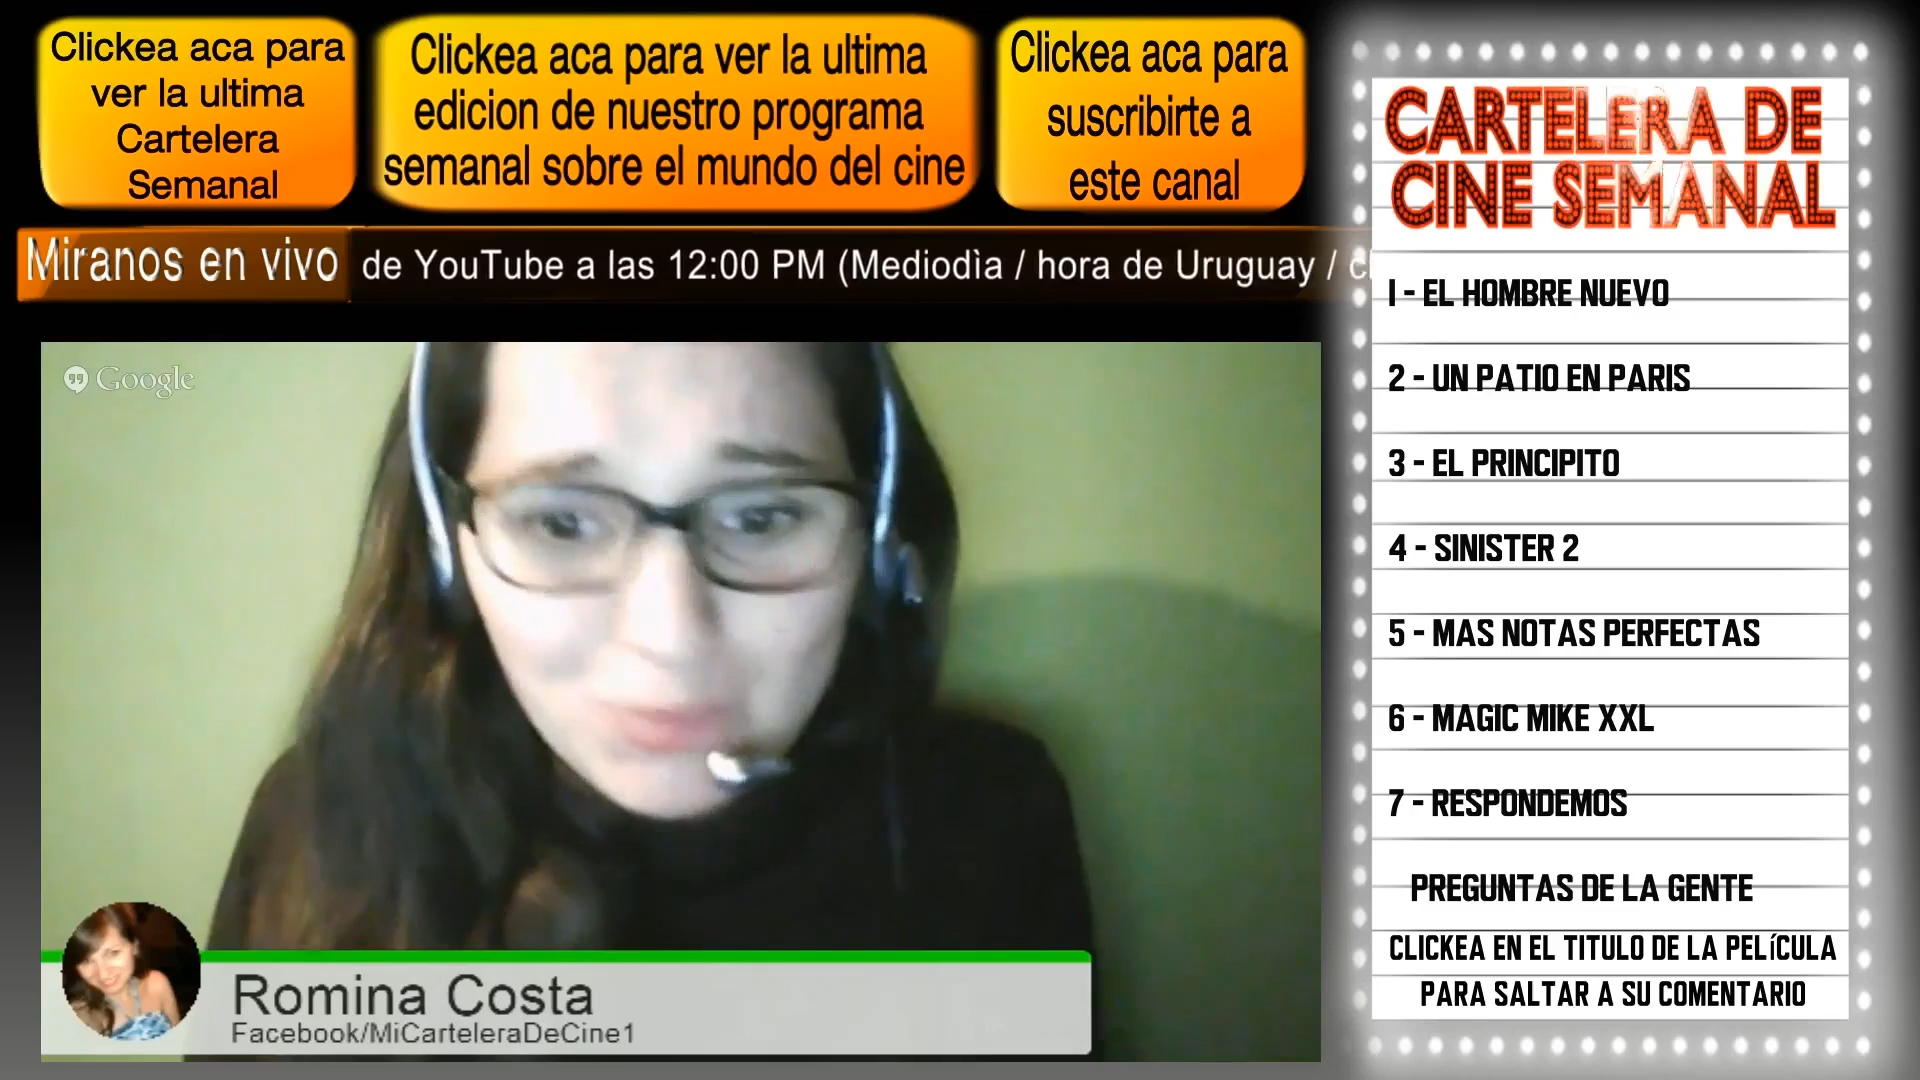 Clickea aca para
ver la ultima
Cartelera
Semanal
Clickea aca para ver la ultima
edicion de nuestro programa
semanal sobre el mundo del cine
Clickea aca para
suscribirte a
este canal
Miranos en vivo
de YouTube a las 12:00 PM (Mediodìa / hora de Uruguay /
Google
Romina Costa
Facebook/MiCarteleraDeCine1
CARTELERA DE
CINE SEMANAL
1 - EL HOMBRE NUEVO
2 - UN PATIO EN PARIS
3 - EL PRINCIPITO
4 - SINISTER 2
5 - MAS NOTAS PERFECTAS
6 - MAGIC MIKE XXL
7 - RESPONDEMOS
PREGUNTAS DE LA GENTE
CLICKEA EN EL TITULO DE LA PELíCULA
PARA SALTAR A SU COMENTARIO